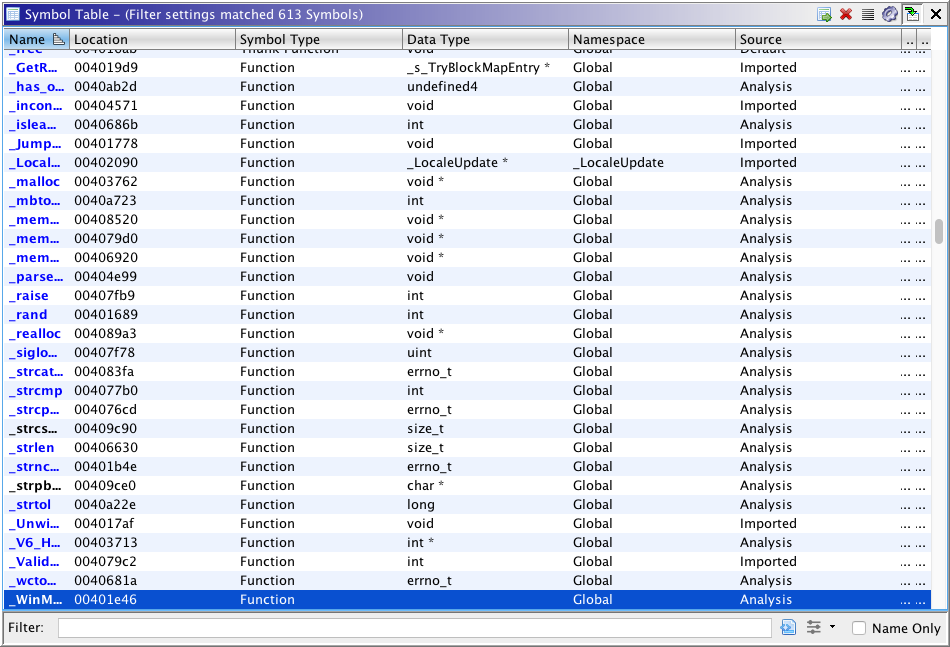 Symbol Table – (Filter settings matched 613 Symbols)
Name Location Symbol Type Data Type Namespace Source .. ..
_free 004016ab Thunk Function void Global Default
_GetR... 004019d9 Function _s_TryBlockMapEntry * Global Imported ... ...
_has_o... 0040ab2d Function undefined4 Global Analysis ... ...
_incon... 00404571 Function void Global Imported ... ...
_islea... 0040686b Function int Global Analysis ... ...
_Jump... 00401778 Function void Global Imported ... ...
_Local... 00402090 Function _LocaleUpdate * _LocaleUpdate Imported ... ...
_malloc 00403762 Function void * Global Analysis ... ...
_mbto... 0040a723 Function int Global Analysis ... ...
_mem... 00408520 Function void * Global Analysis ... ...
_mem... 004079d0 Function void * Global Analysis ... ...
_mem... 00406920 Function void * Global Analysis ... ...
_parse... 00404e99 Function void Global Analysis ... ...
_raise 00407fb9 Function int Global Analysis ... ...
_rand 00401689 Function int Global Analysis ... ...
_realloc 004089a3 Function void * Global Analysis ... ...
_siglo... 00407f78 Function uint Global Analysis ... ...
_strcat... 004083fa Function errno_t Global Analysis ... ...
_strcmp 004077b0 Function int Global Analysis ... ...
_strcp... 004076cd Function errno_t Global Analysis ... ...
_strcs... 00409c90 Function size_t Global Analysis ... ...
_strlen 00406630 Function size_t Global Analysis ... ...
_strnc... 00401b4e Function errno_t Global Analysis ... ...
_strpb... 00409ce0 Function char * Global Analysis ... ...
_strtol 0040a22e Function long Global Analysis ... ...
_Unwi... 004017af Function void Global Imported ... ...
_V6_H... 00403713 Function int * Global Analysis ... ...
_Valid... 004079c2 Function int Global Imported ... ...
_wcto... 0040681a Function errno_t Global Analysis ... ...
_WinM... 00401e46 Function Global Analysis ... ...
Filter: Name Only